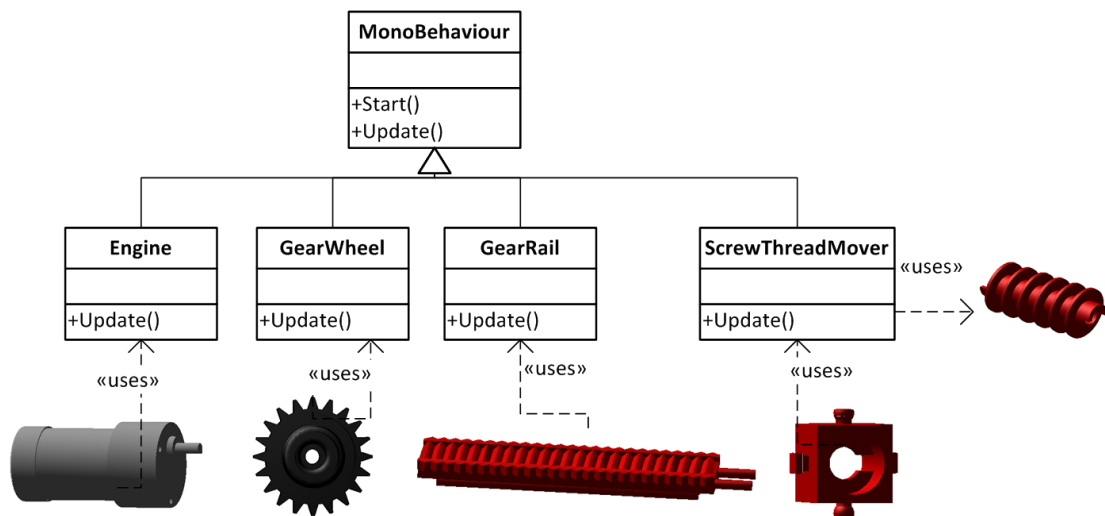 MonoBehaviour
+Start()
+Update()
Engine
+Update()
GearWheel
+Update()
GearRail
+Update()
ScrewThreadMover
+Update()
«uses»
«uses»
«uses»
«uses»
«uses»